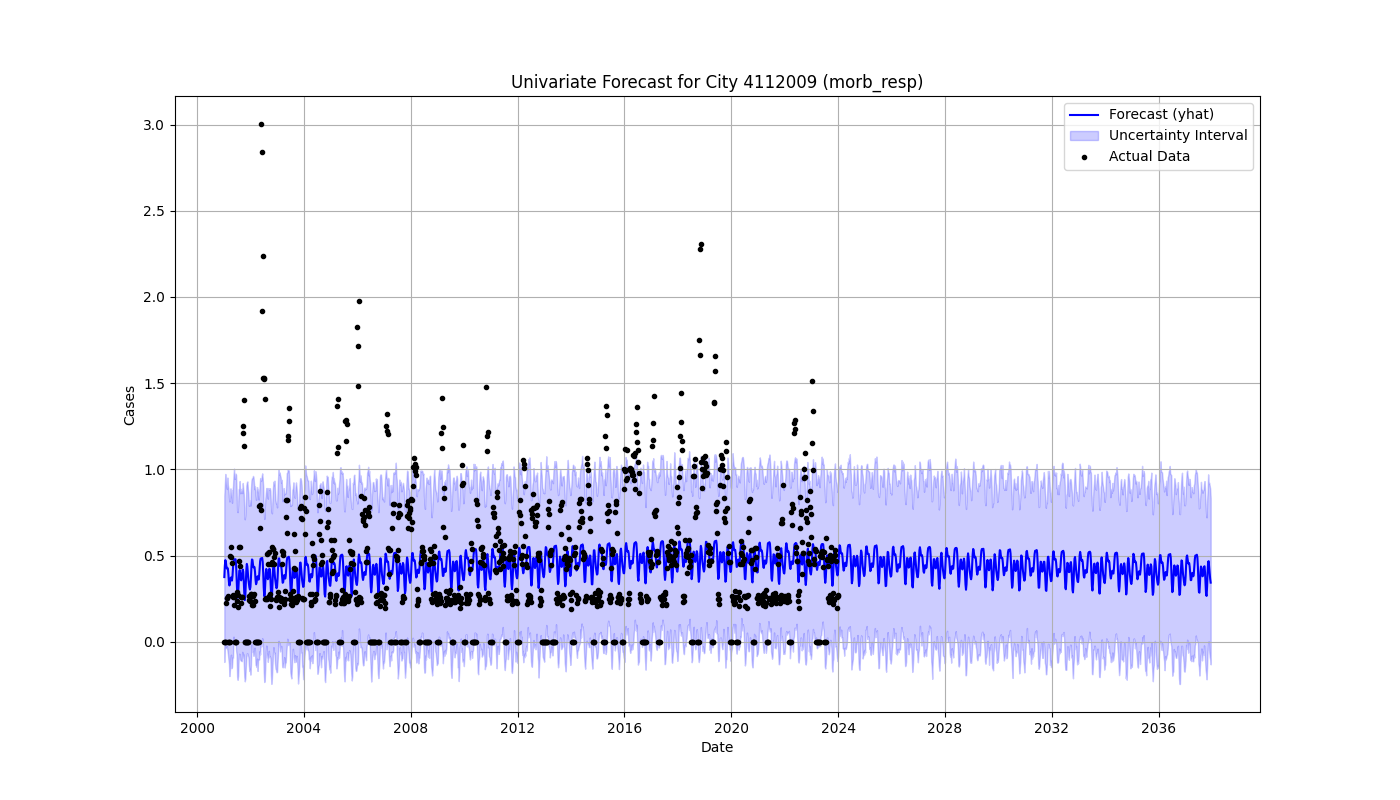 Univariate Forecast for City 4112009 (morb_resp)
Forecast (yhat)
Uncertainty Interval
Actual Data
Cases
3.0
2.5
2.0
1.5
1.0
0.5
0.0
2000 2004 2008 2012 2016 2020 2024 2028 2032 2036
Date